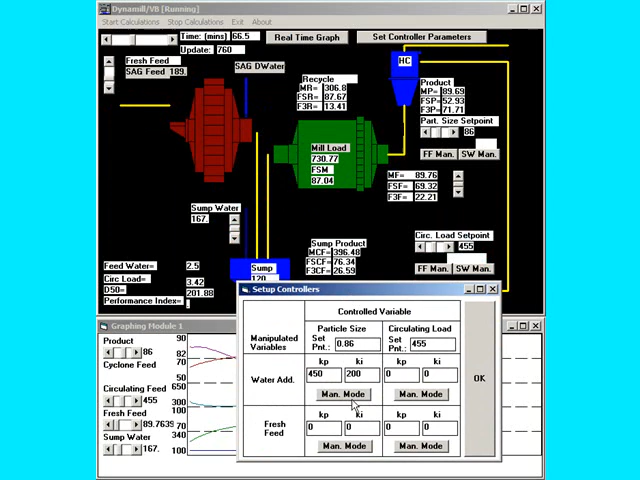 Dynamill/VB [Running]
Start Calculations Stop Calculations Exit About
Time: (mins) 66.5
Update: 760
Real Time Graph
Set Controller Parameters
Fresh Feed
SAG Feed 189.
SAG DWater
HC
Recycle
MR= 306.8
FSR= 87.67
F3R= 13.41
Product
MP= 89.69
FSP= 52.93
F3P= 71.71
Part. Size Setpoint
86
FF Man. SW Man.
Mill Load
730.77
FSM
87.04
MF= 89.76
FSF= 69.32
F3F= 22.21
Sump Water
167.
Circ. Load Setpoint
455
FF Man. SW Man.
Sump Product
MCF= 396.48
FSCF= 76.34
F3CF= 26.59
Sump
120.
Feed Water= 2.5
Circ Load= 3.42
D50= 201.88
Performance Index=
Setup Controllers
Controlled Variable
Manipulated Variables
Particle Size
Set Pnt.: 0.86
Circulating Load
Set Pnt.: 455
Water Add.
kp ki kp ki
450 200 0 0
Man. Mode Man. Mode
Fresh Feed
kp ki kp ki
0 0 0 0
Man. Mode Man. Mode
OK
Graphing Module 1
Product
86
Cyclone Feed
Circulating Feed
455
Fresh Feed
89.763
Sump Water
167.
90
82
50
300
100
70
340
100